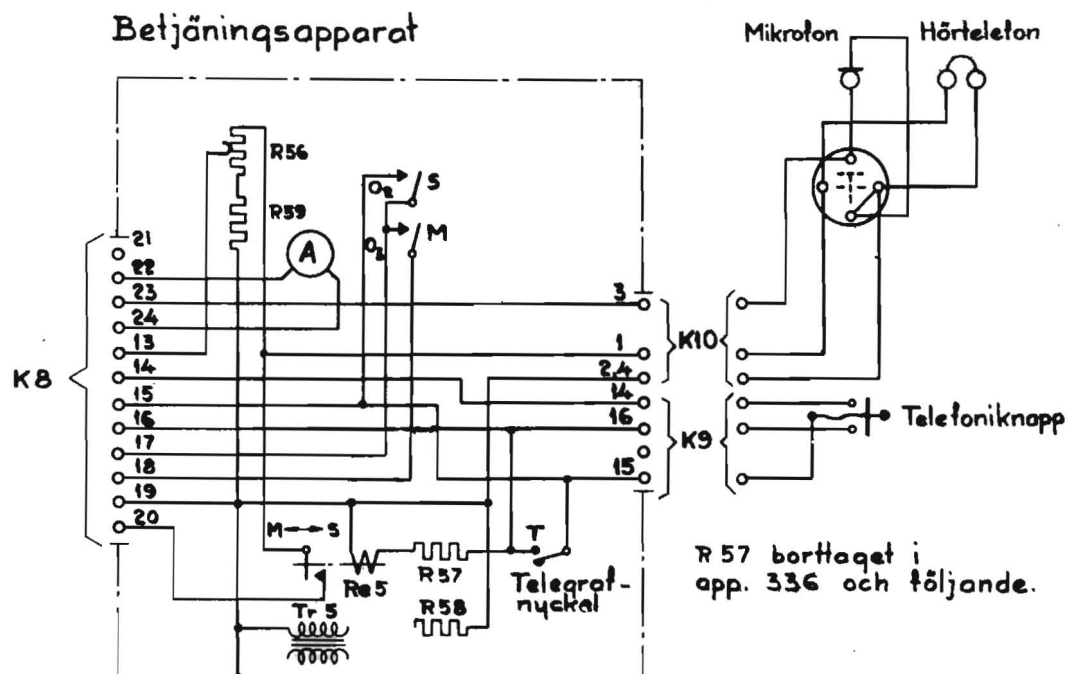 Betjäningsapparat
Mikrofon
Hörtelefon
R56
R59
O2
S
O3
M
A
K8
21
22
23
24
13
14
15
16
17
18
19
20
3
1
2,4
14
16
15
K10
K9
Telefoniknapp
M ⟷ S
Re5
R57
R58
T
Telegraf-
nyckel
Tr 5
R 57 borttaget i
app. 336 och följande.